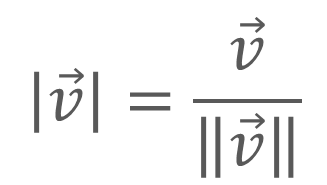 |v⃗| = v⃗ / ||v⃗||